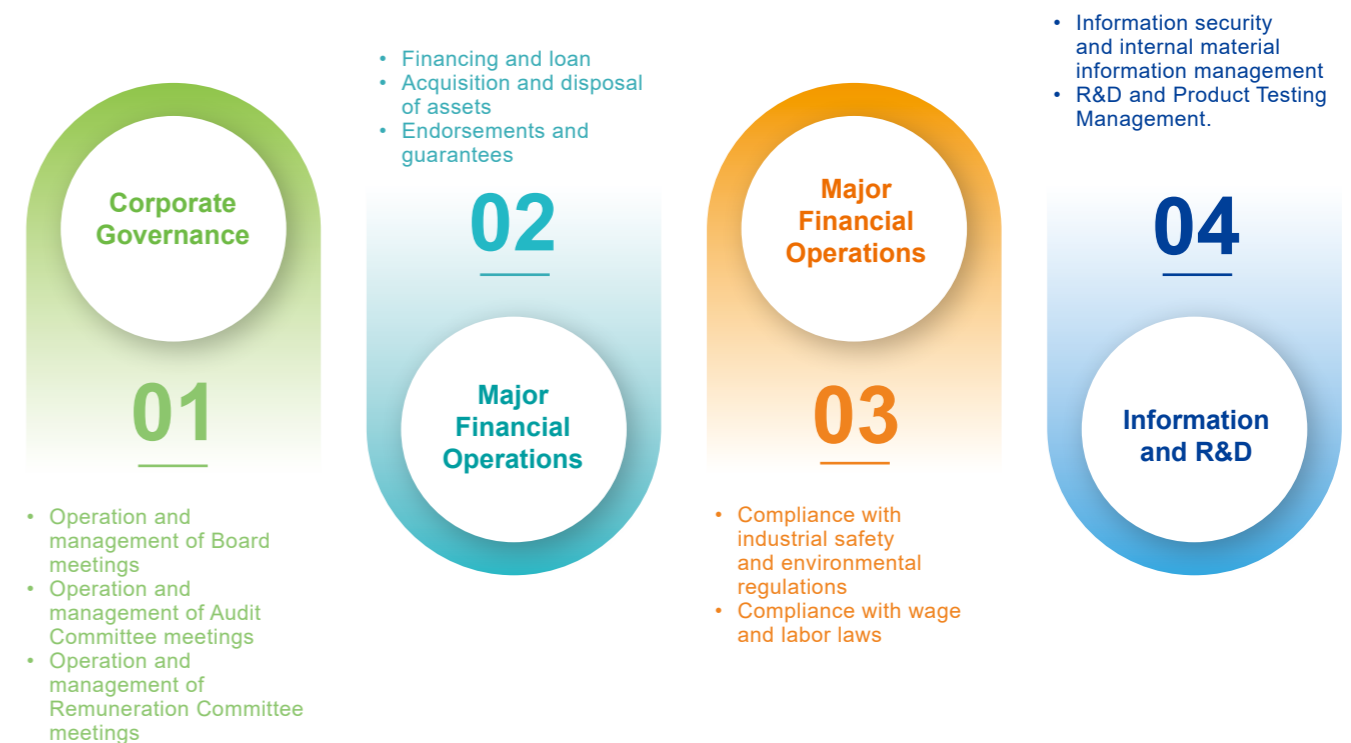 Corporate
Governance
01
• Operation and
management of Board
meetings
• Operation and
management of Audit
Committee meetings
• Operation and
management of
Remuneration Committee
meetings
• Financing and loan
• Acquisition and disposal
of assets
• Endorsements and
guarantees
02
Major
Financial
Operations
Major
Financial
Operations
03
• Compliance with
industrial safety
and environmental
regulations
• Compliance with wage
and labor laws
• Information security
and internal material
information management
• R&D and Product Testing
Management.
04
Information
and R&D